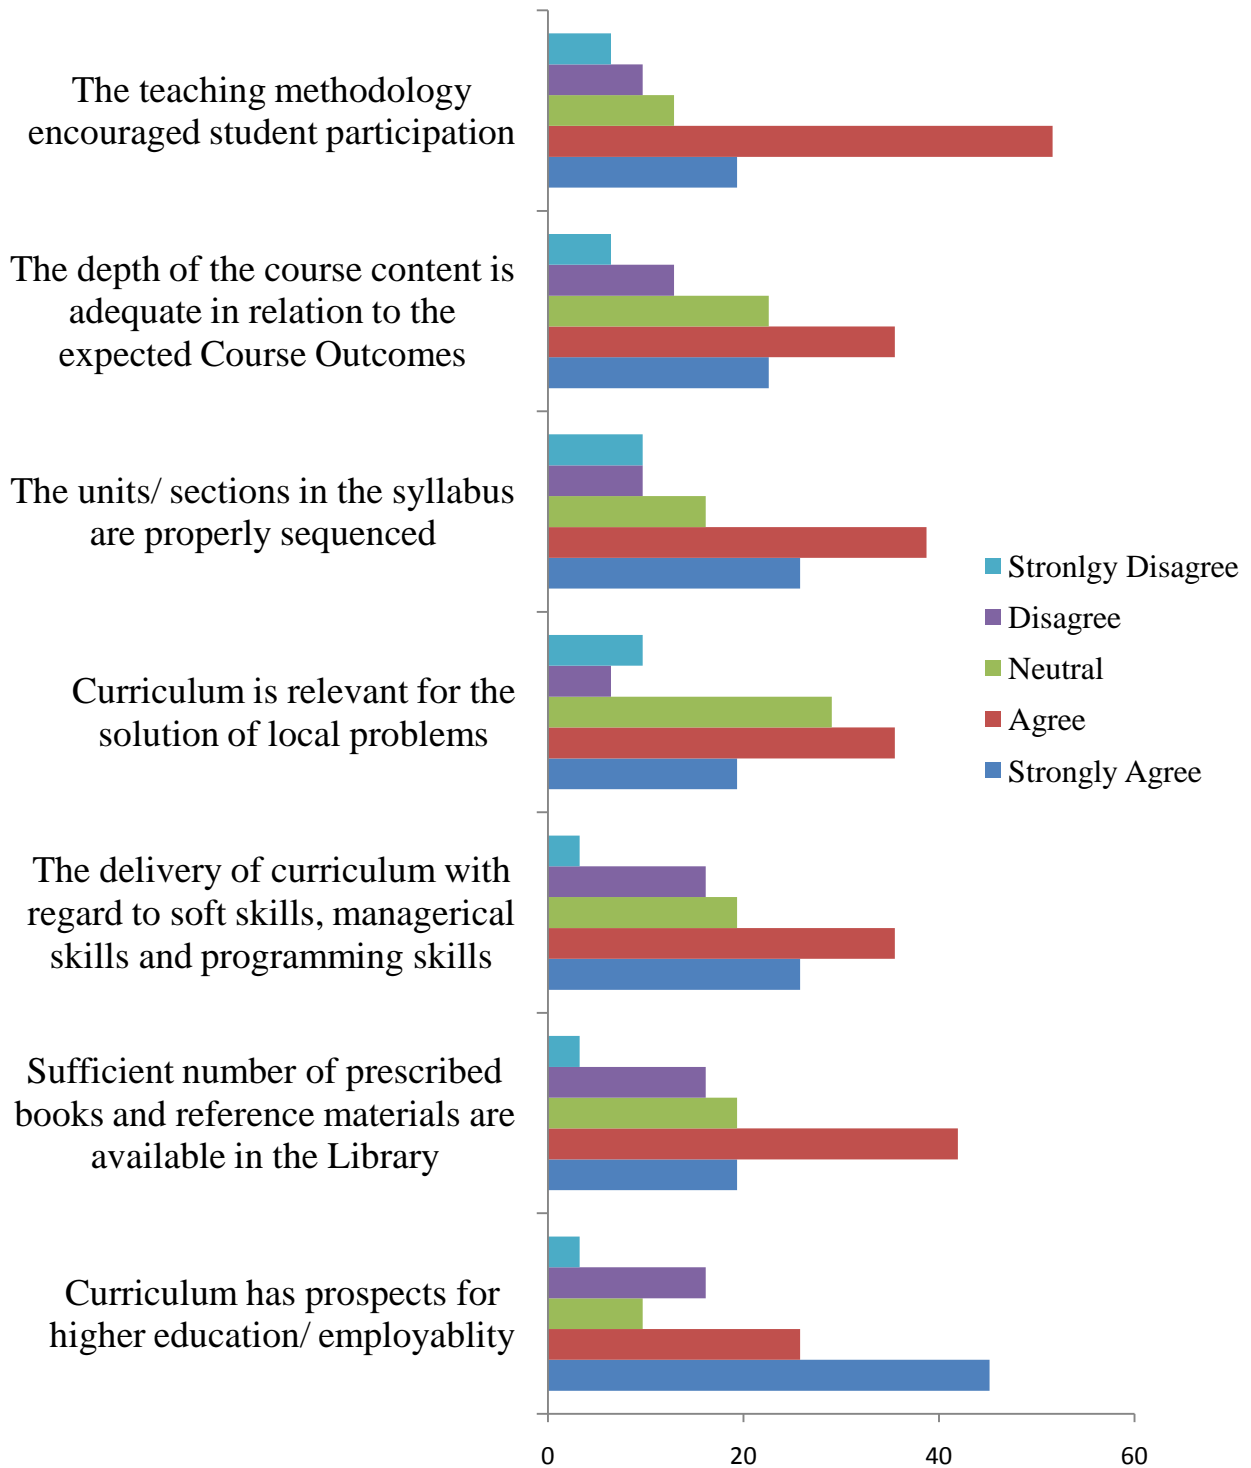 The teaching methodology
encouraged student participation
The depth of the course content is
adequate in relation to the
expected Course Outcomes
The units/ sections in the syllabus
are properly sequenced
Curriculum is relevant for the
solution of local problems
The delivery of curriculum with
regard to soft skills, managerical
skills and programming skills
Sufficient number of prescribed
books and reference materials are
available in the Library
Curriculum has prospects for
higher education/ employablity
Stronlgy Disagree
Disagree
Neutral
Agree
Strongly Agree
0 20 40 60